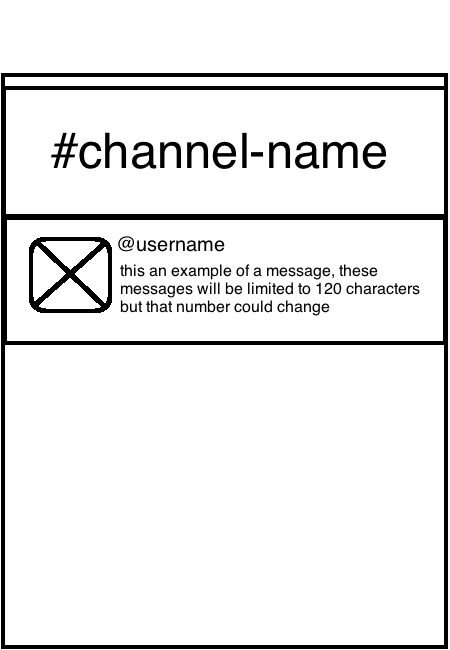 #channel-name
@username
this an example of a message, these
messages will be limited to 120 characters
but that number could change